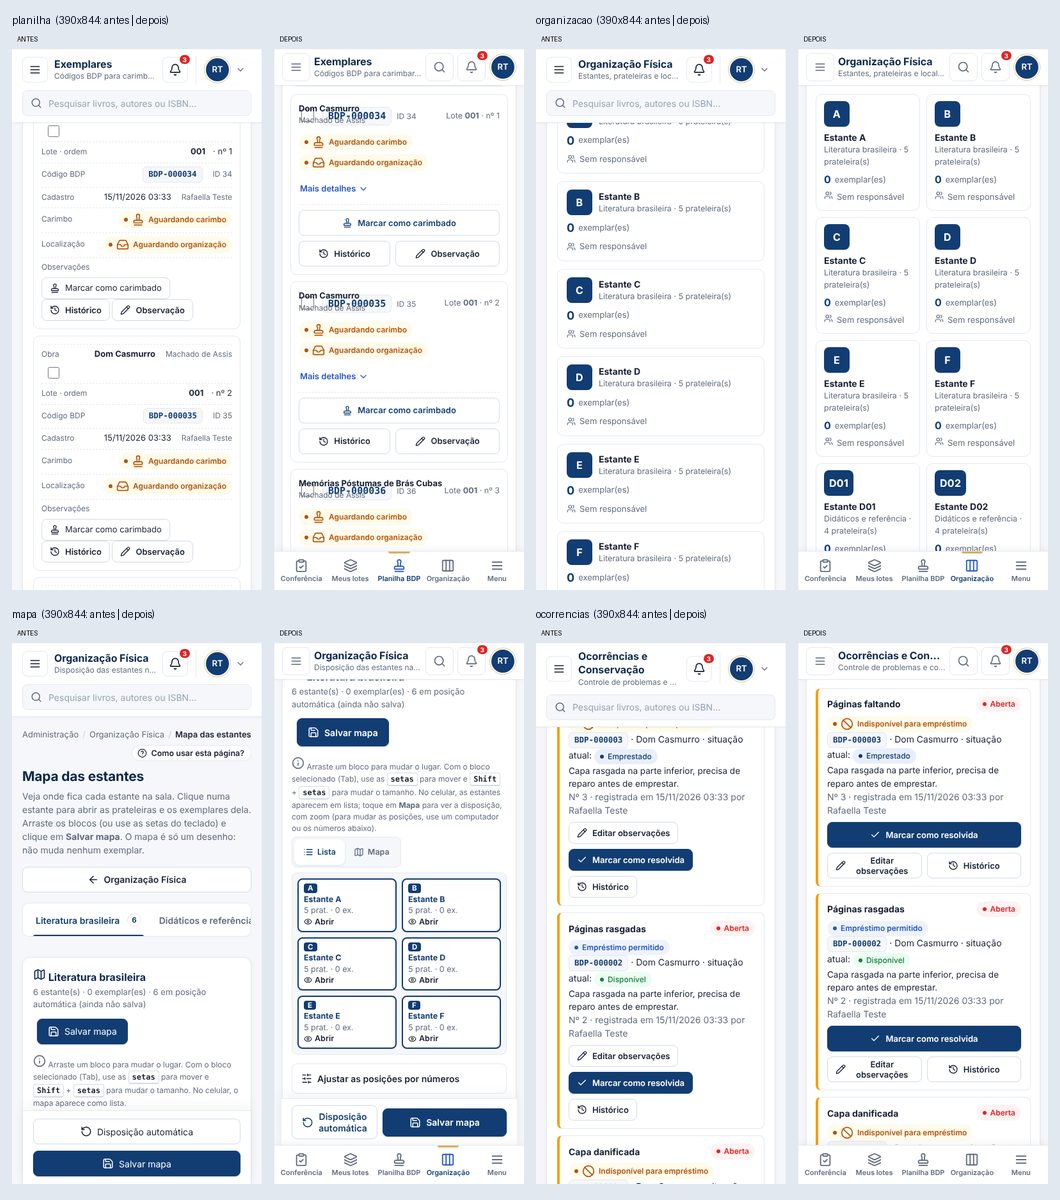 planilha (390x844: antes | depois)
ANTES
Exemplares
Códigos BDP para carimb...
3
RT
Pesquisar livros, autores ou ISBN...
Lote · ordem 001 · nº 1
Código BDP BDP-000034 ID 34
Cadastro 15/11/2026 03:33 Rafaella Teste
Carimbo Aguardando carimbo
Localização Aguardando organização
Observações
Marcar como carimbado
Histórico Observação
Obra Dom Casmurro Machado de Assis
Lote · ordem 001 · nº 2
Código BDP BDP-000035 ID 35
Cadastro 15/11/2026 03:33 Rafaella Teste
Carimbo Aguardando carimbo
Localização Aguardando organização
Observações
Marcar como carimbado
Histórico Observação
DEPOIS
Exemplares
Códigos BDP para carimbar...
3
RT
Dom Casmurro
Machado de Assis
BDP-000034 ID 34 Lote 001 · nº 1
Aguardando carimbo
Aguardando organização
Mais detalhes
Marcar como carimbado
Histórico Observação
Dom Casmurro
Machado de Assis
BDP-000035 ID 35 Lote 001 · nº 2
Aguardando carimbo
Aguardando organização
Mais detalhes
Marcar como carimbado
Histórico Observação
Memórias Póstumas de Brás Cubas
Machado de Assis
BDP-000036 ID 36 Lote 001 · nº 3
Aguardando carimbo
Aguardando organização
Conferência Meus lotes Planilha BDP Organização Menu
organizacao (390x844: antes | depois)
ANTES
Organização Física
Estantes, prateleiras e loc...
3
RT
Pesquisar livros, autores ou ISBN...
Literatura brasileira · 5 prateleira(s)
0 exemplar(es)
Sem responsável
B Estante B
Literatura brasileira · 5 prateleira(s)
0 exemplar(es)
Sem responsável
C Estante C
Literatura brasileira · 5 prateleira(s)
0 exemplar(es)
Sem responsável
D Estante D
Literatura brasileira · 5 prateleira(s)
0 exemplar(es)
Sem responsável
E Estante E
Literatura brasileira · 5 prateleira(s)
0 exemplar(es)
Sem responsável
F Estante F
Literatura brasileira · 5 prateleira(s)
0 exemplar(es)
DEPOIS
Organização Física
Estantes, prateleiras e local...
3
RT
A
Estante A
Literatura brasileira · 5
prateleira(s)
0 exemplar(es)
Sem responsável
B
Estante B
Literatura brasileira · 5
prateleira(s)
0 exemplar(es)
Sem responsável
C
Estante C
Literatura brasileira · 5
prateleira(s)
0 exemplar(es)
Sem responsável
D
Estante D
Literatura brasileira · 5
prateleira(s)
0 exemplar(es)
Sem responsável
E
Estante E
Literatura brasileira · 5
prateleira(s)
0 exemplar(es)
Sem responsável
F
Estante F
Literatura brasileira · 5
prateleira(s)
0 exemplar(es)
Sem responsável
D01
Estante D01
Didáticos e referência ·
4 prateleira(s)
0 exemplar(es)
D02
Estante D02
Didáticos e referência ·
4 prateleira(s)
0 exemplar(es)
Conferência Meus lotes Planilha BDP Organização Menu
mapa (390x844: antes | depois)
ANTES
Organização Física
Disposição das estantes n...
3
RT
Pesquisar livros, autores ou ISBN...
Administração / Organização Física / Mapa das estantes
Como usar esta página?
Mapa das estantes
Veja onde fica cada estante na sala. Clique numa
estante para abrir as prateleiras e os exemplares dela.
Arraste os blocos (ou use as setas do teclado) e
clique em Salvar mapa. O mapa é só um desenho:
não muda nenhum exemplar.
Organização Física
Literatura brasileira 6 Didáticos e referência
Literatura brasileira
6 estante(s) · 0 exemplar(es) · 6 em posição
automática (ainda não salva)
Salvar mapa
Arraste um bloco para mudar o lugar. Com o bloco
selecionado (Tab), use as setas para mover e
Shift + setas para mudar o tamanho. No celular, o
mapa aparece como lista.
Disposição automática
Salvar mapa
DEPOIS
Organização Física
Disposição das estantes na...
3
RT
Literatura brasileira
6 estante(s) · 0 exemplar(es) · 6 em posição
automática (ainda não salva)
Salvar mapa
Arraste um bloco para mudar o lugar. Com o bloco
selecionado (Tab), use as setas para mover e Shift
+ setas para mudar o tamanho. No celular, as estantes
aparecem em lista; toque em Mapa para ver a disposição,
com zoom (para mudar as posições, use um computador
ou os números abaixo).
Lista Mapa
A
Estante A
5 prat. · 0 ex.
Abrir
B
Estante B
5 prat. · 0 ex.
Abrir
C
Estante C
5 prat. · 0 ex.
Abrir
D
Estante D
5 prat. · 0 ex.
Abrir
E
Estante E
5 prat. · 0 ex.
Abrir
F
Estante F
5 prat. · 0 ex.
Abrir
Ajustar as posições por números
Disposição
automática
Salvar mapa
Conferência Meus lotes Planilha BDP Organização Menu
ocorrencias (390x844: antes | depois)
ANTES
Ocorrências e
Conservação
Controle de problemas e ...
3
RT
Pesquisar livros, autores ou ISBN...
Indisponível para empréstimo
BDP-000003 · Dom Casmurro · situação
atual: Emprestado
Capa rasgada na parte inferior, precisa de
reparo antes de emprestar.
Nº 3 · registrada em 15/11/2026 03:33 por
Rafaella Teste
Editar observações
Marcar como resolvida
Histórico
Páginas rasgadas Aberta
Empréstimo permitido
BDP-000002 · Dom Casmurro · situação
atual: Disponível
Capa rasgada na parte inferior, precisa de
reparo antes de emprestar.
Nº 2 · registrada em 15/11/2026 03:33 por
Rafaella Teste
Editar observações
Marcar como resolvida
Histórico
Capa danificada Aberta
Indisponível para empréstimo
DEPOIS
Ocorrências e Con...
Controle de problemas e co...
3
RT
Páginas faltando Aberta
Indisponível para empréstimo
BDP-000003 · Dom Casmurro · situação
atual: Emprestado
Capa rasgada na parte inferior, precisa de
reparo antes de emprestar.
Nº 3 · registrada em 15/11/2026 03:33 por
Rafaella Teste
Marcar como resolvida
Editar
observações
Histórico
Páginas rasgadas Aberta
Empréstimo permitido
BDP-000002 · Dom Casmurro · situação
atual: Disponível
Capa rasgada na parte inferior, precisa de
reparo antes de emprestar.
Nº 2 · registrada em 15/11/2026 03:33 por
Rafaella Teste
Marcar como resolvida
Editar
observações
Histórico
Capa danificada Aberta
Indisponível para empréstimo
Conferência Meus lotes Planilha BDP Organização Menu